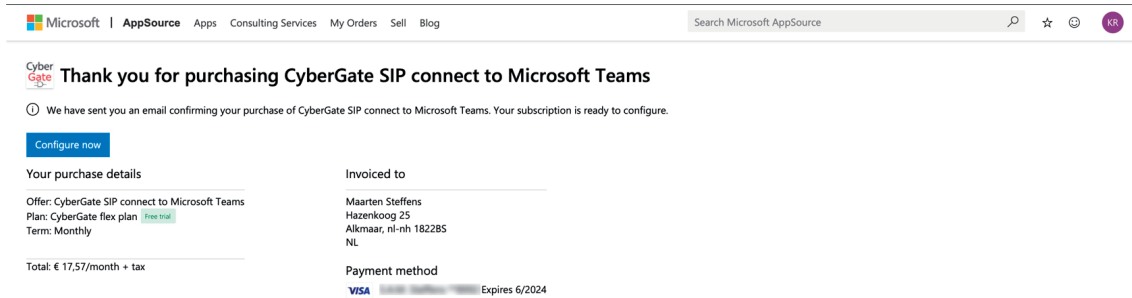 Microsoft | AppSource Apps Consulting Services My Orders Sell Blog Search Microsoft AppSource KR
Cyber
Gate
Thank you for purchasing CyberGate SIP connect to Microsoft Teams
We have sent you an email confirming your purchase of CyberGate SIP connect to Microsoft Teams. Your subscription is ready to configure.
Configure now
Your purchase details
Offer: CyberGate SIP connect to Microsoft Teams
Plan: CyberGate flex plan Free trial
Term: Monthly
Total: € 17,57/month + tax
Invoiced to
Maarten Steffens
Hazenkoog 25
Alkmaar, nl-nh 1822BS
NL
Payment method
VISA Expires 6/2024